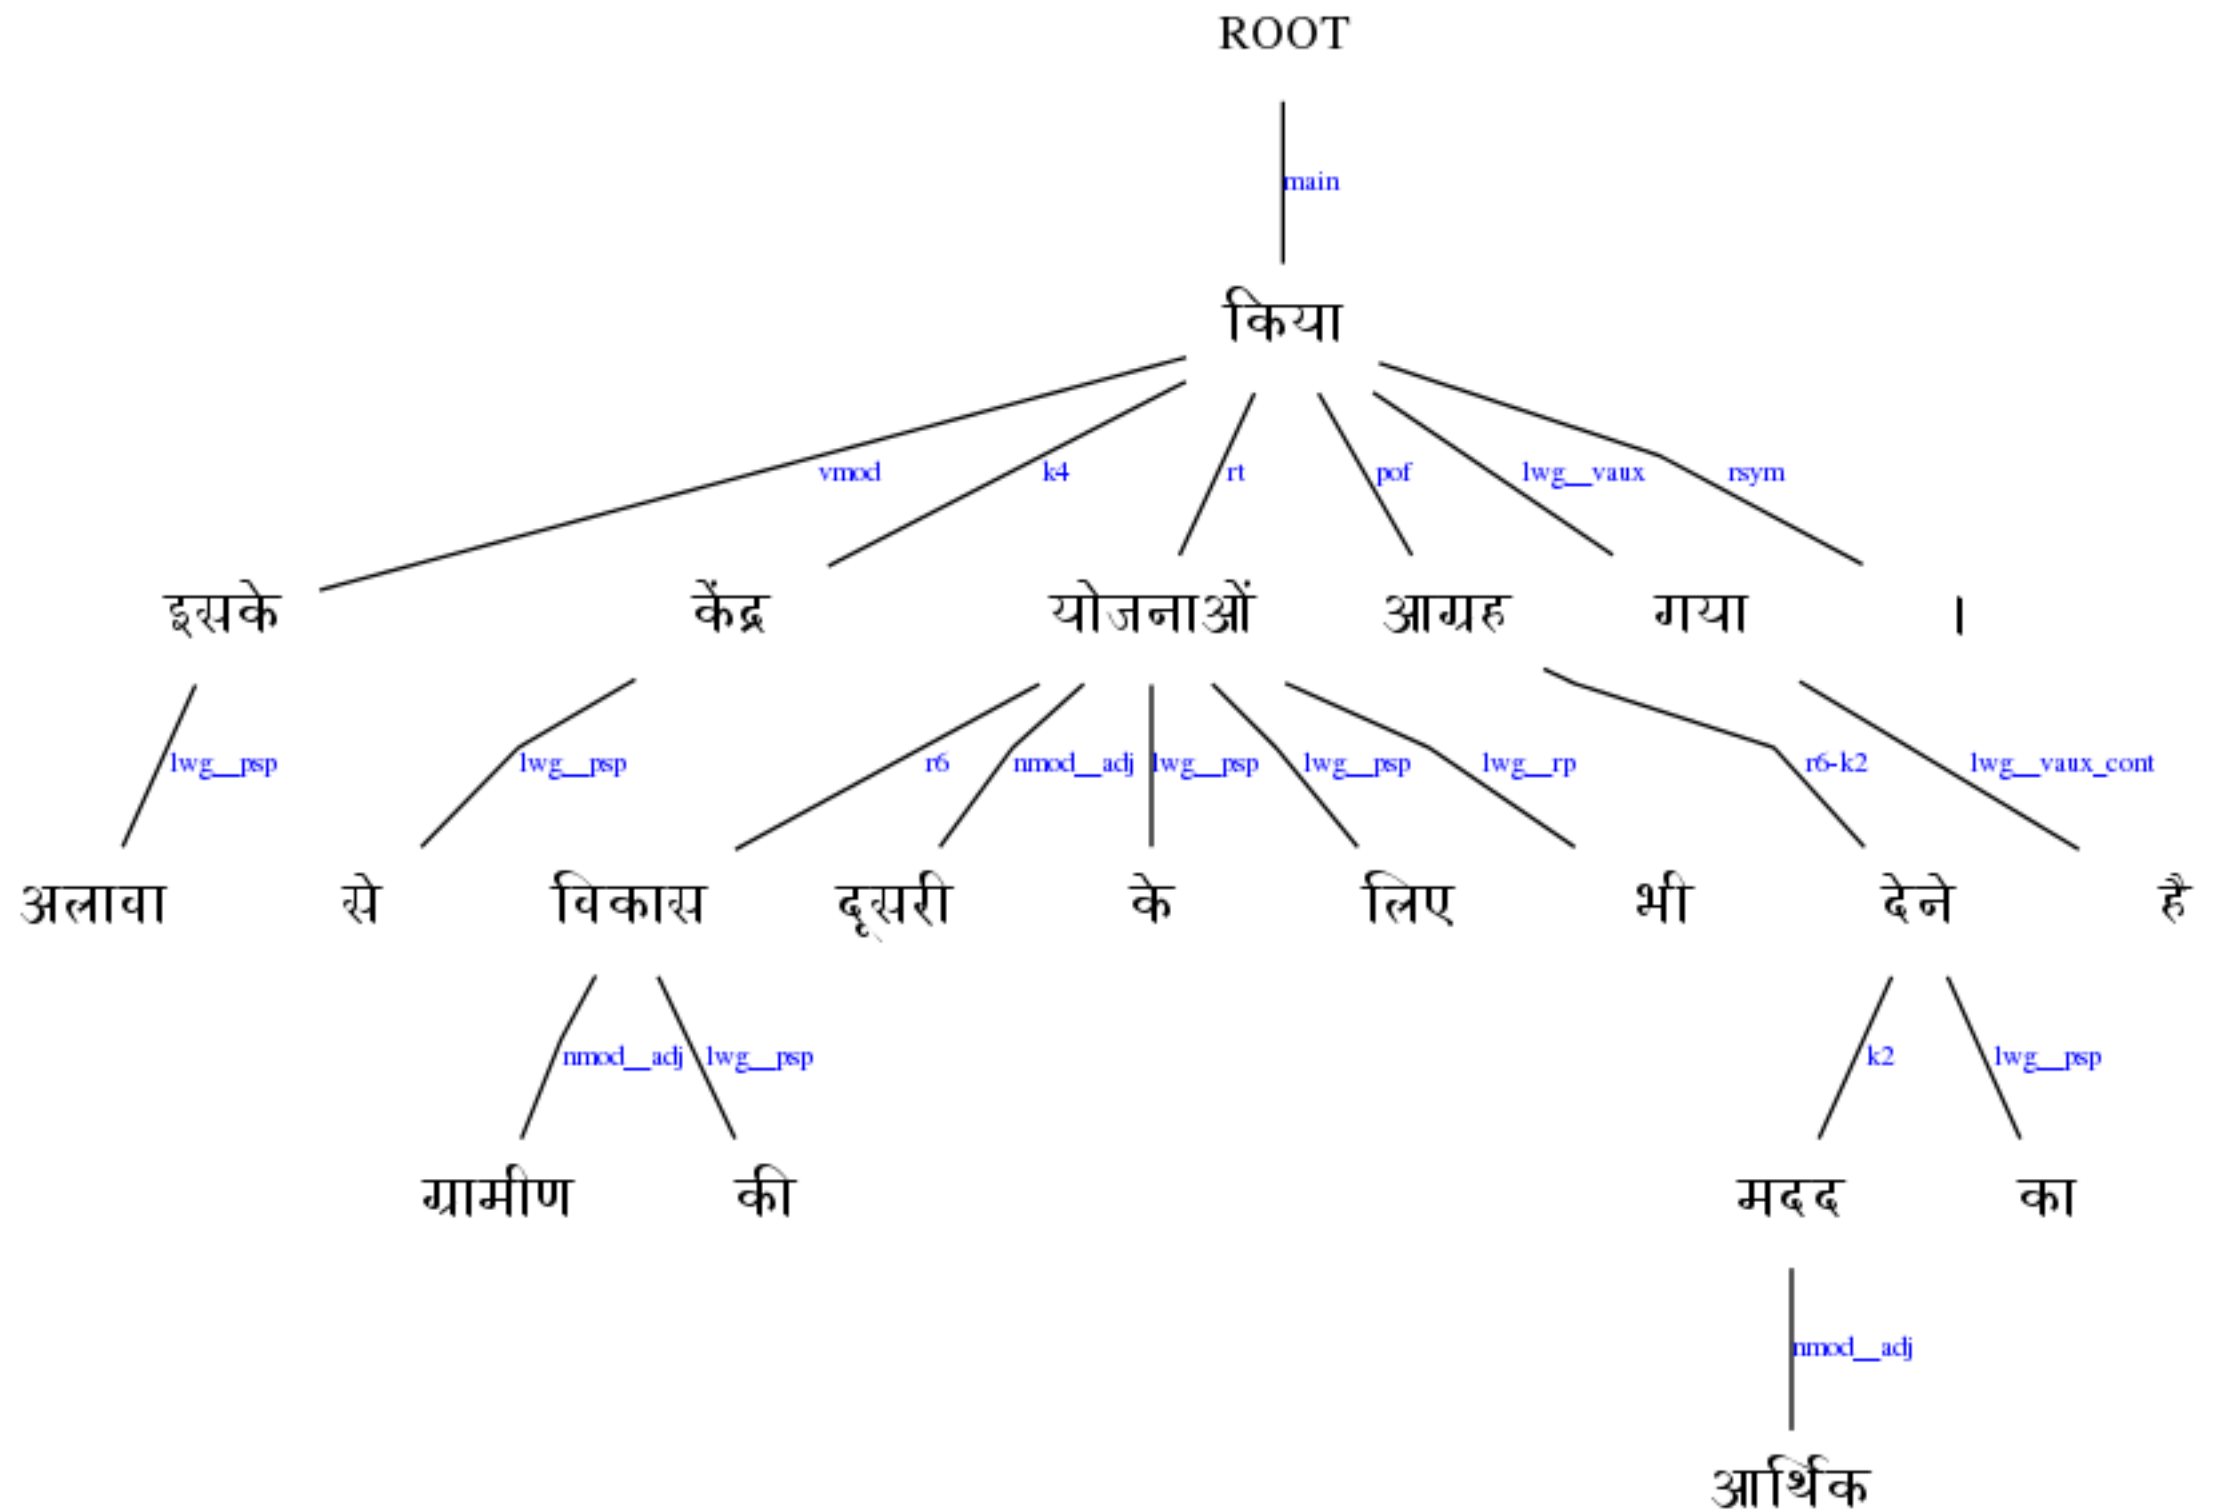 ROOT
main
किया
vmod k4 rt pof lwg__vaux rsym
इसके केंद्र योजनाओं आग्रह गया ।
lwg__psp lwg__psp r6 nmod__adj lwg__psp lwg__psp lwg__rp r6-k2 lwg__vaux_cont
अलावा से विकास दूसरी के लिए भी देने है
nmod__adj lwg__psp k2 lwg__psp
ग्रामीण की मदद का
nmod__adj
आर्थिक